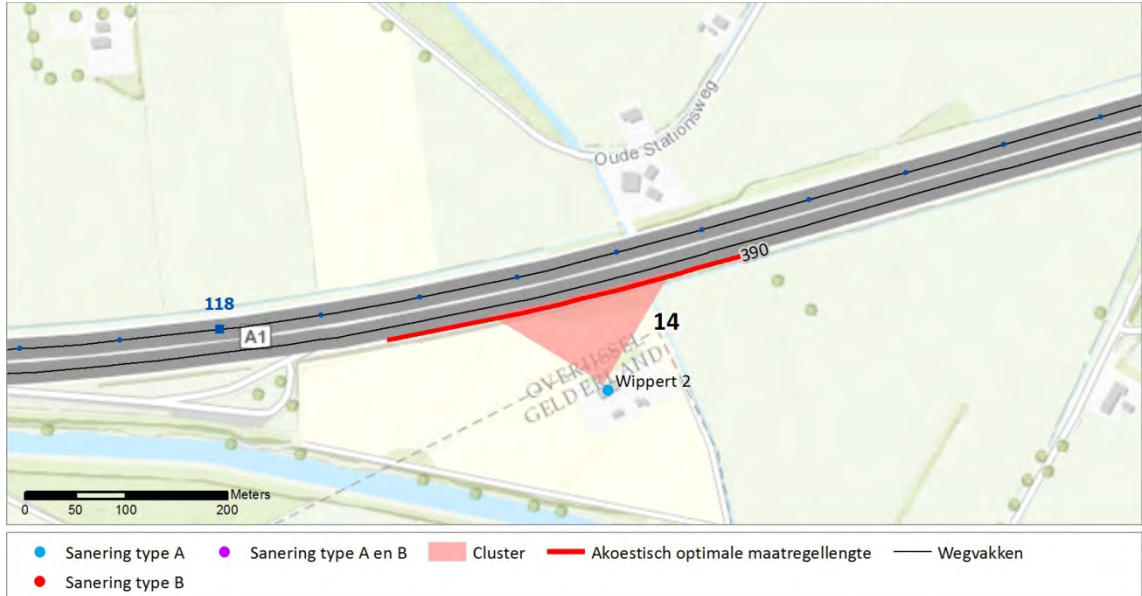 Oude Stationsweg
390
118
A1
14
OVERIJSSEL
GELDERLAND
Wippert 2
Meters
0 50 100 200
Sanering type A
Sanering type A en B
Cluster
Akoestisch optimale maatregellengte
Wegvakken
Sanering type B